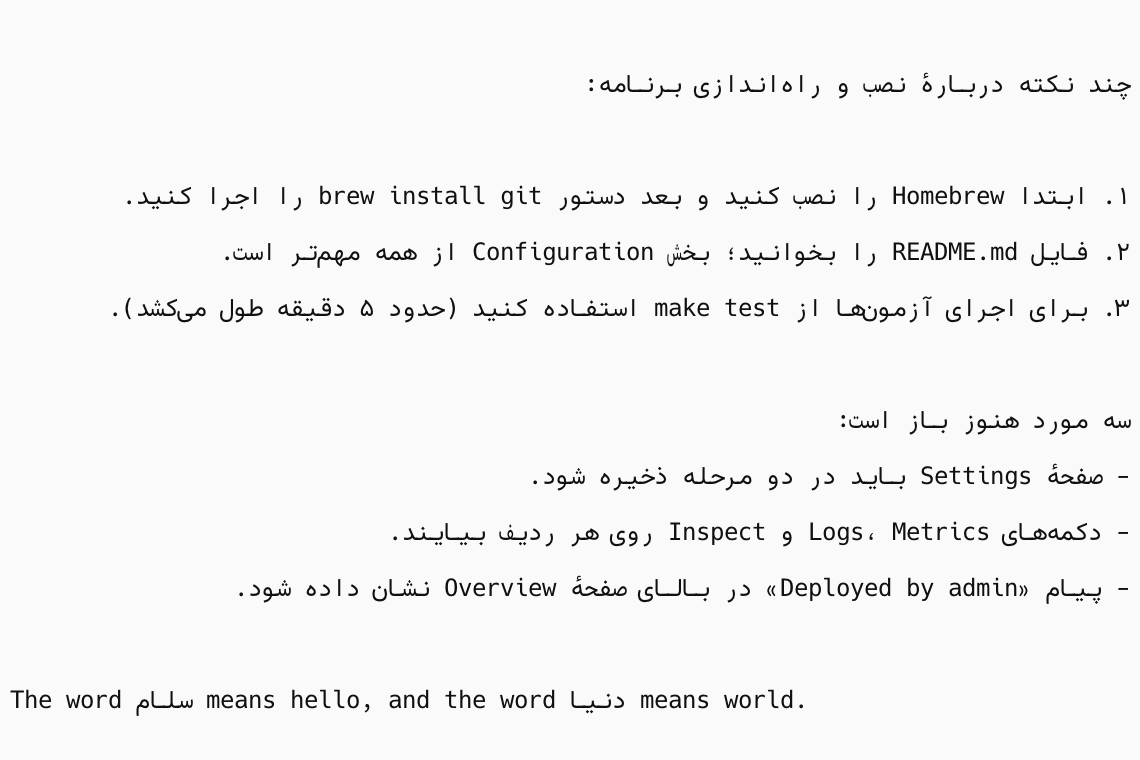 چند نکته دربارهٔ نصب و راه‌اندازی برنامه:
۱. ابتدا Homebrew را نصب کنید و بعد دستور brew install git را اجرا کنید.
۲. فایل README.md را بخوانید؛ بخش Configuration از همه مهم‌تر است.
۳. برای اجرای آزمون‌ها از make test استفاده کنید (حدود ۵ دقیقه طول می‌کشد).
سه مورد هنوز باز است:
- صفحهٔ Settings باید در دو مرحله ذخیره شود.
- دکمه‌های Logs، Metrics و Inspect روی هر ردیف بیایند.
- پیام «Deployed by admin» در بالای صفحهٔ Overview نشان داده شود.
The word سلام means hello, and the word دنیا means world.